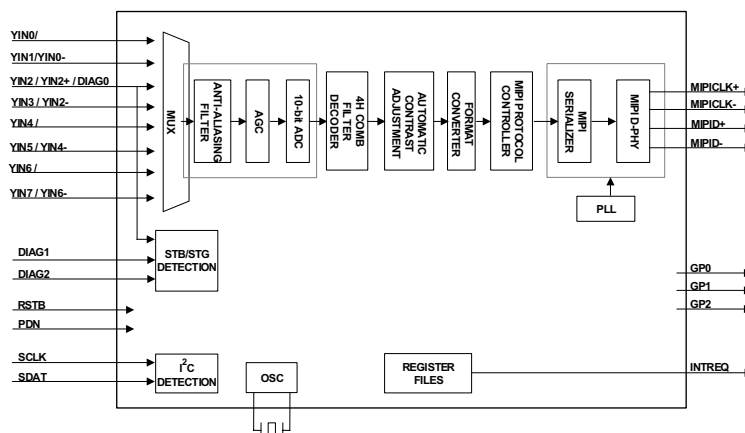 YIN0/
YIN1/YIN0-
YIN2 / YIN2+ / DIAG0
YIN3 / YIN2-
YIN4 /
YIN5 / YIN4-
YIN6 /
YIN7 / YIN6-
MUX
ANTI-ALIASING
FILTER
AGC
10-bit ADC
4H COMB
FILTER
DECODER
AUTOMATIC
CONTRAST
ADJUSTMENT
FORMAT
CONVERTER
MIPI PROTOCOL
CONTROLLER
MIPI
SERIALIZER
MIPI D-PHY
MIPICLK+
MIPICLK-
MIPID+
MIPID-
PLL
DIAG1
DIAG2
STB/STG
DETECTION
GP0
GP1
GP2
RSTB
PDN
SCLK
SDAT
I2C
DETECTION
OSC
REGISTER
FILES
INTREQ